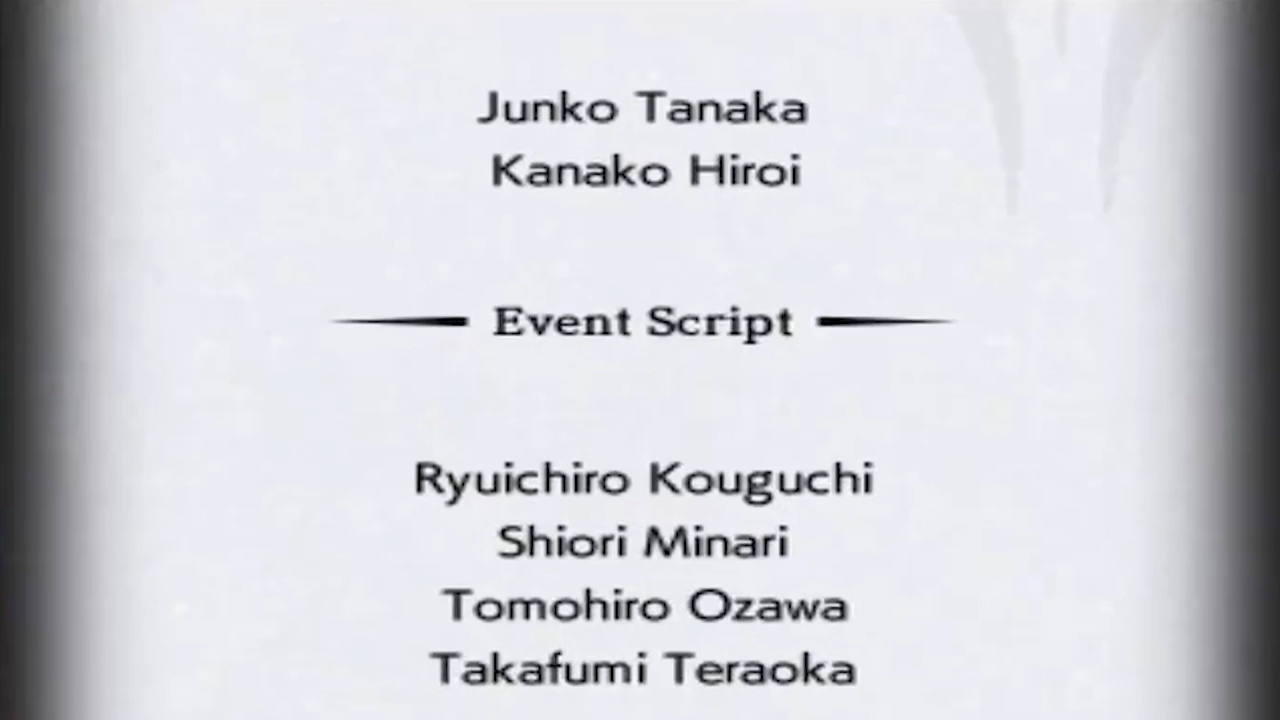 Junko Tanaka
Kanako Hiroi
Event Script
Ryuichiro Kouguchi
Shiori Minari
Tomohiro Ozawa
Takafumi Teraoka